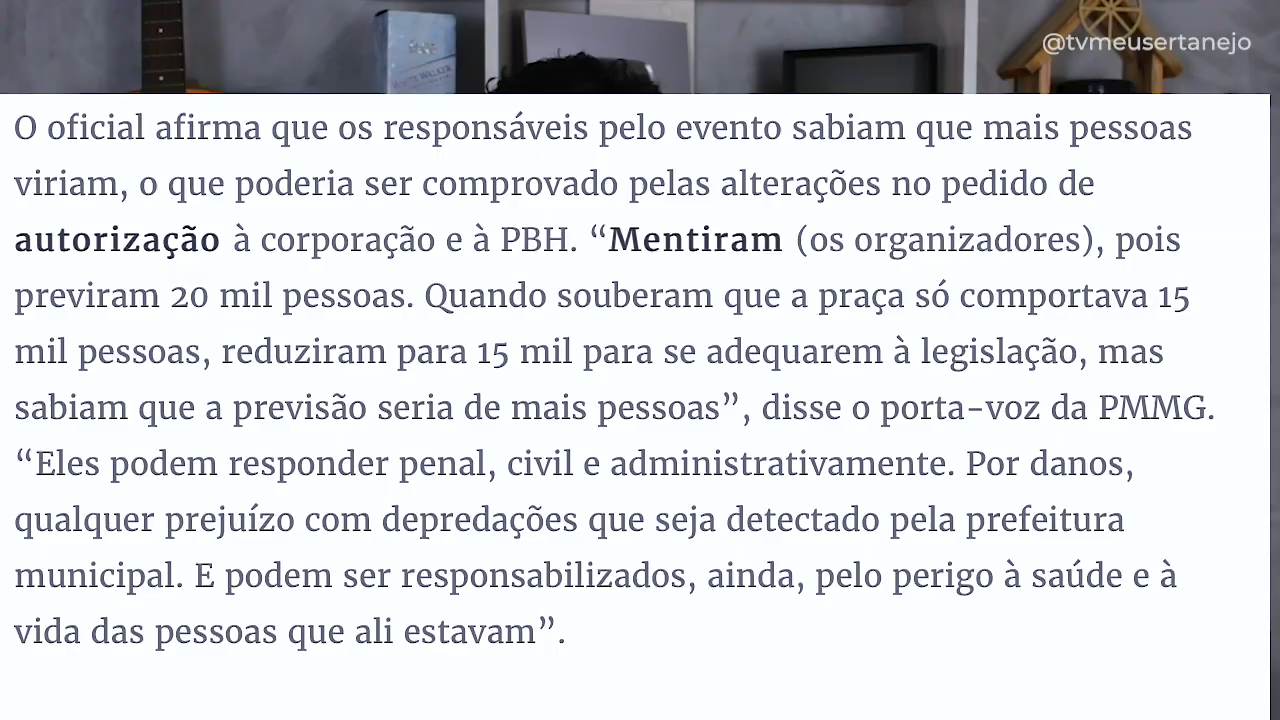 @tvmeusertanejo
WHITE WALKER
O oficial afirma que os responsáveis pelo evento sabiam que mais pessoas
viriam, o que poderia ser comprovado pelas alterações no pedido de
autorização à corporação e à PBH. “Mentiram (os organizadores), pois
previram 20 mil pessoas. Quando souberam que a praça só comportava 15
mil pessoas, reduziram para 15 mil para se adequarem à legislação, mas
sabiam que a previsão seria de mais pessoas”, disse o porta-voz da PMMG.
“Eles podem responder penal, civil e administrativamente. Por danos,
qualquer prejuízo com depredações que seja detectado pela prefeitura
municipal. E podem ser responsabilizados, ainda, pelo perigo à saúde e à
vida das pessoas que ali estavam”.